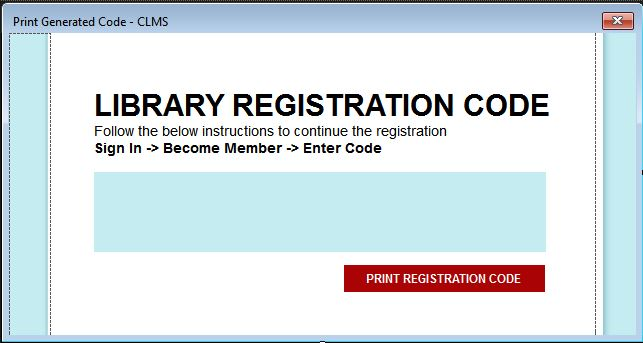 Print Generated Code - CLMS
LIBRARY REGISTRATION CODE
Follow the below instructions to continue the registration
Sign In -> Become Member -> Enter Code
PRINT REGISTRATION CODE